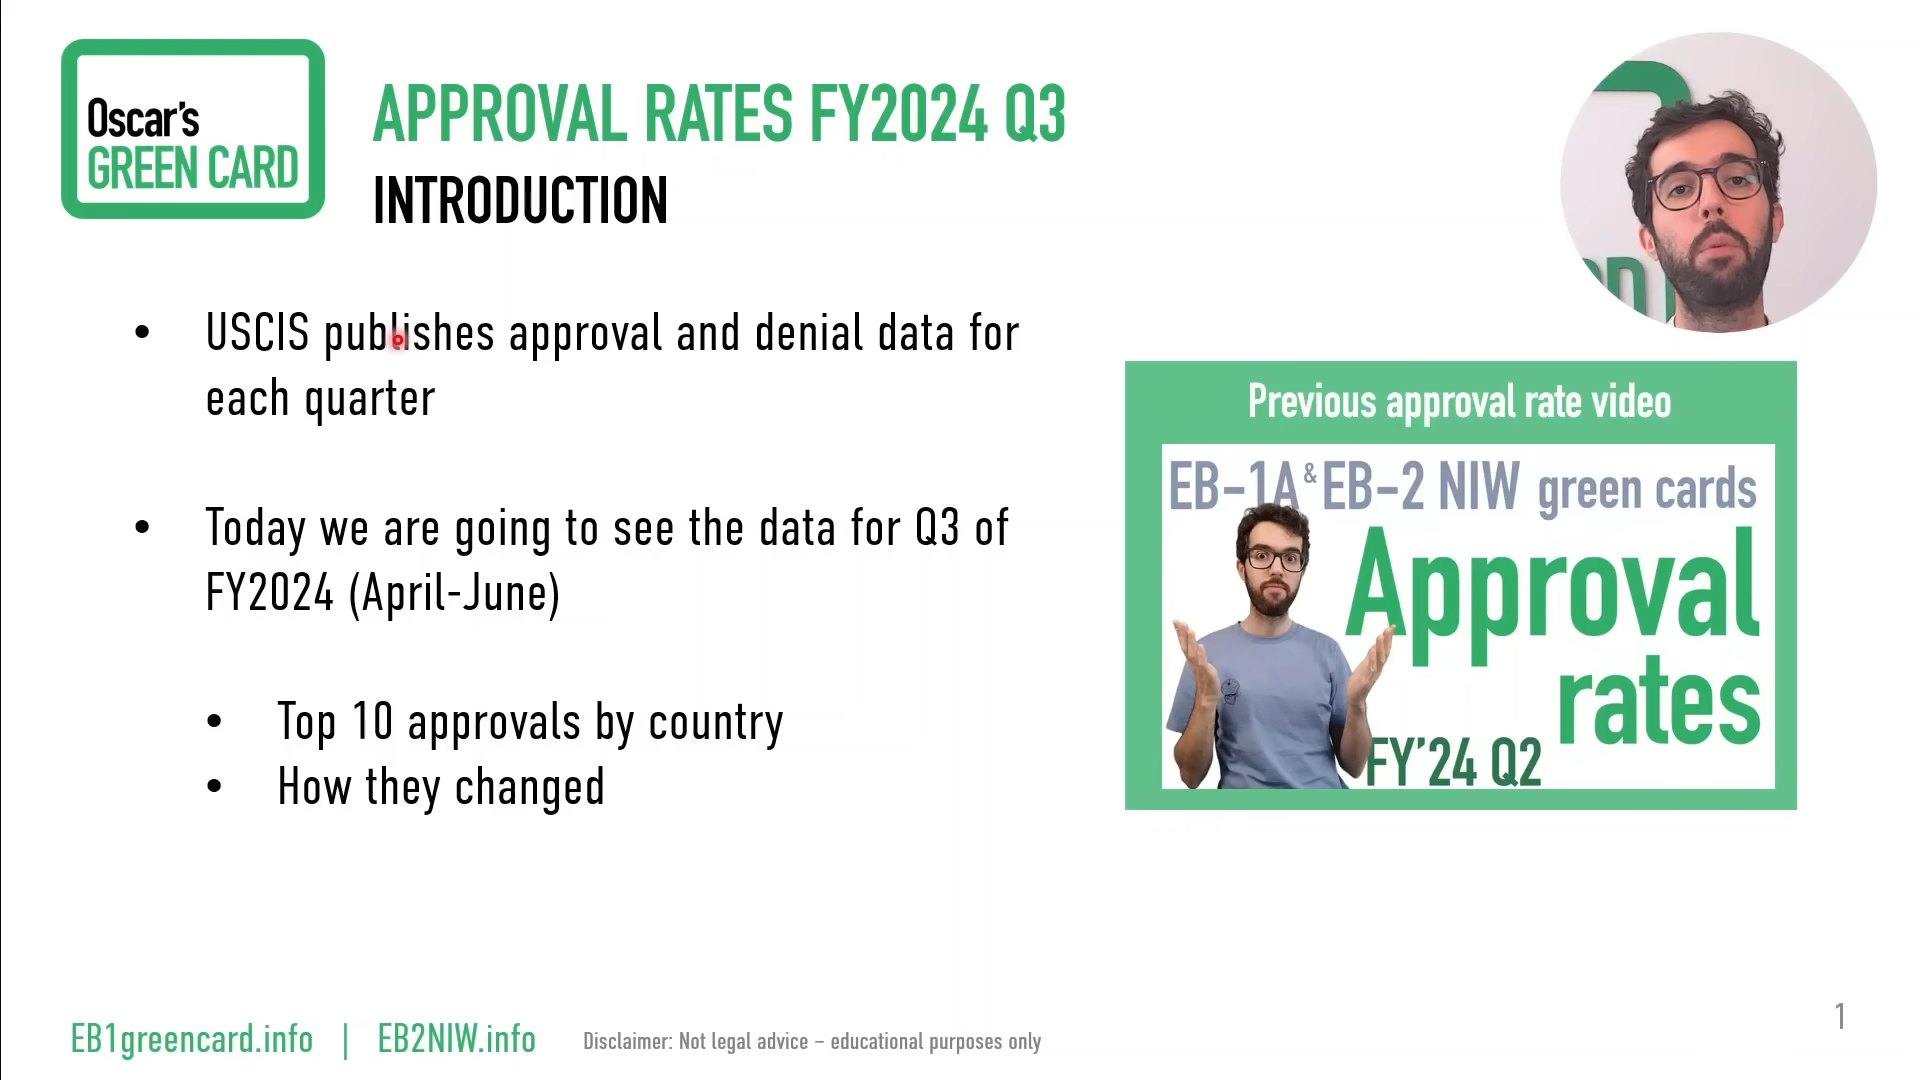 Oscar's
GREEN CARD
APPROVAL RATES FY2024 Q3
INTRODUCTION
• USCIS publishes approval and denial data for
each quarter
• Today we are going to see the data for Q3 of
FY2024 (April-June)
• Top 10 approvals by country
• How they changed
Previous approval rate video
EB-1A & EB-2 NIW green cards
Approval
rates
FY'24 Q2
EB1greencard.info | EB2NIW.info
Disclaimer: Not legal advice – educational purposes only
1